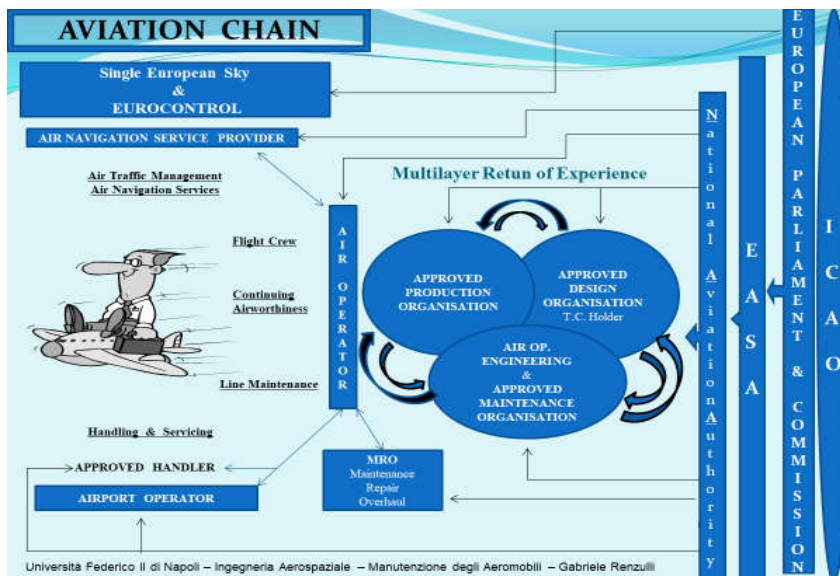 AVIATION CHAIN
Single European Sky
&
EUROCONTROL
AIR NAVIGATION SERVICE PROVIDER
Air Traffic Management
Air Navigation Services
Flight Crew
Continuing
Airworthiness
Line Maintenance
Handling & Servicing
APPROVED HANDLER
AIRPORT OPERATOR
AIR OPERATOR
Multilayer Retun of Experience
APPROVED
PRODUCTION
ORGANISATION
APPROVED
DESIGN
ORGANISATION
T.C. Holder
AIR OP.
ENGINEERING
&
APPROVED
MAINTENANCE
ORGANISATION
MRO
Maintenance
Repair
Overhaul
National Aviation Authority
EASA
EUROPEAN PARLIAMENT & COMMISSION
ICAO
Università Federico II di Napoli – Ingegneria Aerospaziale – Manutenzione degli Aeromobili – Gabriele Renzulli